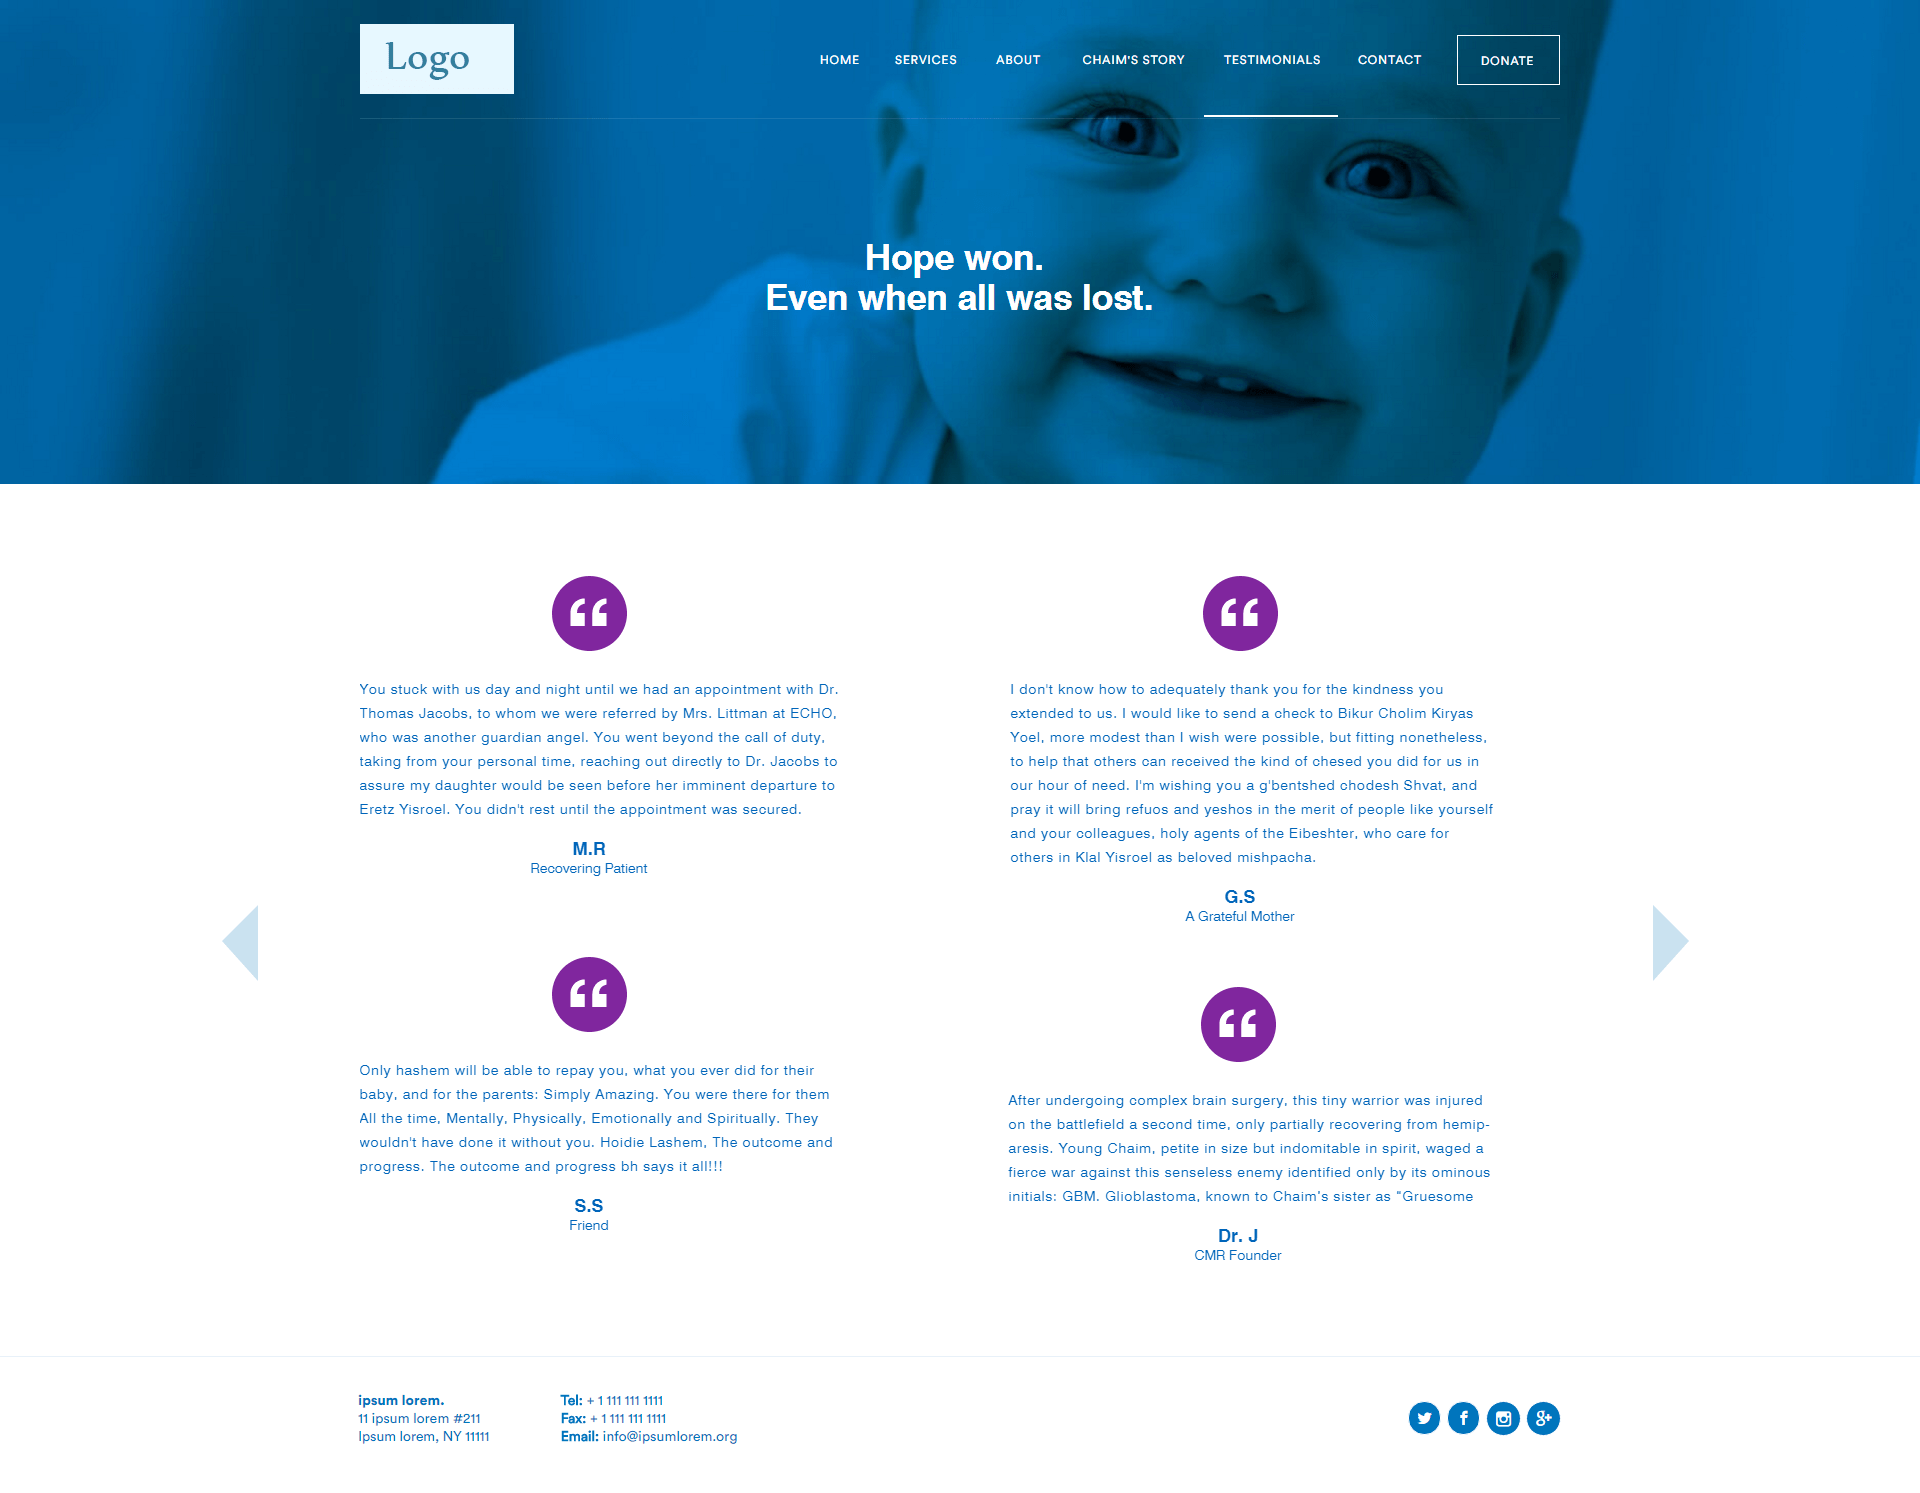 Logo
HOME SERVICES ABOUT CHAIM'S STORY TESTIMONIALS CONTACT DONATE
Hope won.
Even when all was lost.
You stuck with us day and night until we had an appointment with Dr.
Thomas Jacobs, to whom we were referred by Mrs. Littman at ECHO,
who was another guardian angel. You went beyond the call of duty,
taking from your personal time, reaching out directly to Dr. Jacobs to
assure my daughter would be seen before her imminent departure to
Eretz Yisroel. You didn't rest until the appointment was secured.
M.R
Recovering Patient
I don't know how to adequately thank you for the kindness you
extended to us. I would like to send a check to Bikur Cholim Kiryas
Yoel, more modest than I wish were possible, but fitting nonetheless,
to help that others can received the kind of chesed you did for us in
our hour of need. I'm wishing you a g'bentshed chodesh Shvat, and
pray it will bring refuos and yeshos in the merit of people like yourself
and your colleagues, holy agents of the Eibeshter, who care for
others in Klal Yisroel as beloved mishpacha.
G.S
A Grateful Mother
Only hashem will be able to repay you, what you ever did for their
baby, and for the parents: Simply Amazing. You were there for them
All the time, Mentally, Physically, Emotionally and Spiritually. They
wouldn't have done it without you. Hoidie Lashem, The outcome and
progress. The outcome and progress bh says it all!!!
S.S
Friend
After undergoing complex brain surgery, this tiny warrior was injured
on the battlefield a second time, only partially recovering from hemip-
aresis. Young Chaim, petite in size but indomitable in spirit, waged a
fierce war against this senseless enemy identified only by its ominous
initials: GBM. Glioblastoma, known to Chaim's sister as "Gruesome
Dr. J
CMR Founder
ipsum lorem.
11 ipsum lorem #211
Ipsum lorem, NY 11111
Tel: + 1 111 111 1111
Fax: + 1 111 111 1111
Email: info@ipsumlorem.org